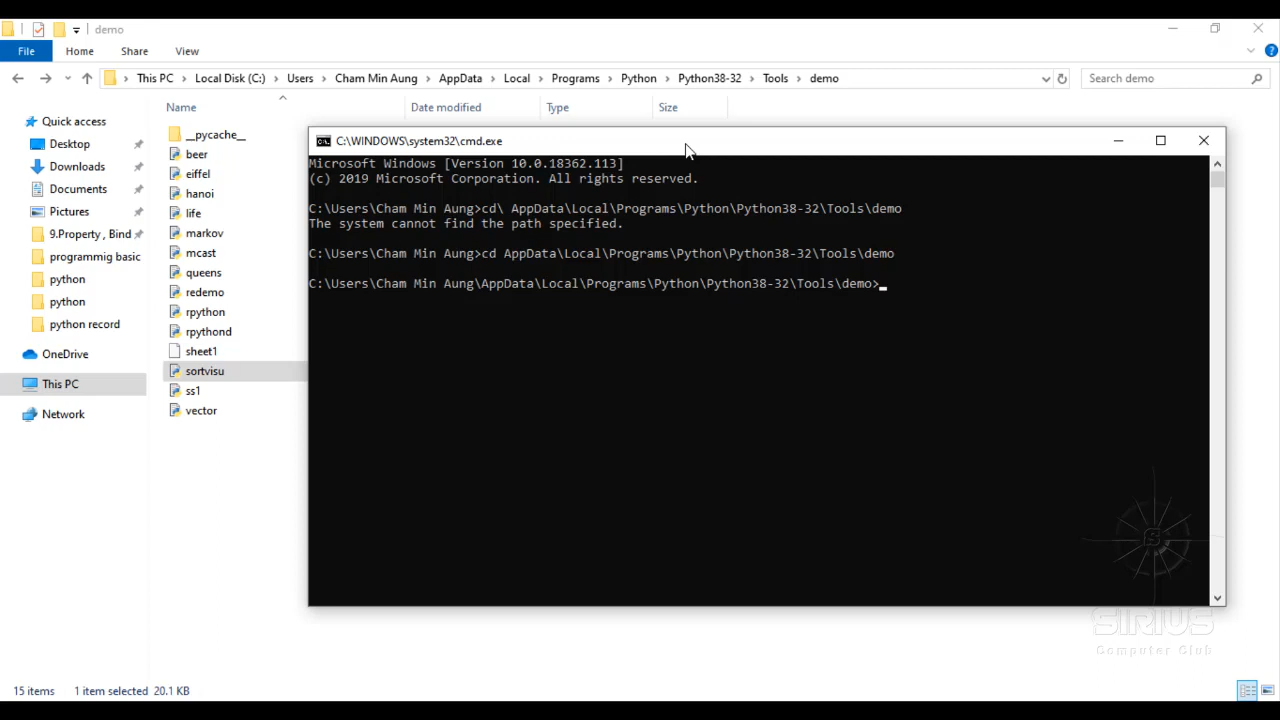 demo
File Home Share View
This PC Local Disk (C:) Users Cham Min Aung AppData Local Programs Python Python38-32 Tools demo
Search demo
Name Date modified Type Size
Quick access
Desktop
Downloads
Documents
Pictures
9.Property , Bind
programmig basic
python
python
python record
OneDrive
This PC
Network
__pycache__
beer
eiffel
hanoi
life
markov
mcast
queens
redemo
rpython
rpythond
sheet1
sortvisu
ss1
vector
C:\WINDOWS\system32\cmd.exe
Microsoft Windows [Version 10.0.18362.113]
(c) 2019 Microsoft Corporation. All rights reserved.
C:\Users\Cham Min Aung>cd\ AppData\Local\Programs\Python\Python38-32\Tools\demo
The system cannot find the path specified.
C:\Users\Cham Min Aung>cd AppData\Local\Programs\Python\Python38-32\Tools\demo
C:\Users\Cham Min Aung\AppData\Local\Programs\Python\Python38-32\Tools\demo>
SIRIUS
Computer Club
15 items 1 item selected 20.1 KB